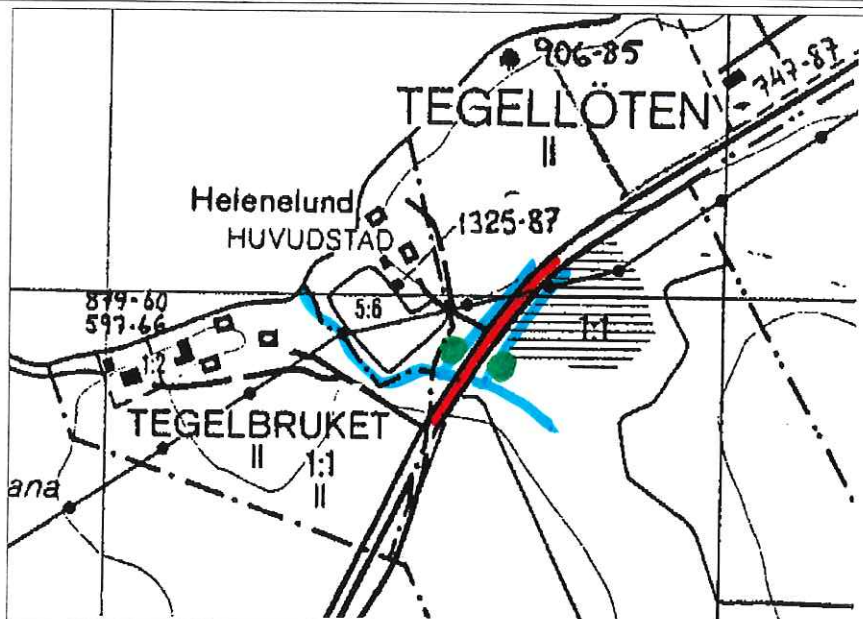 906-85
747-87
TEGELLÖTEN
II
Helenelund
HUVUDSTAD
1325-87
879-60
597-66
5:6
1:1
1:2
TEGELBRUKET
II
1:1
II
ana